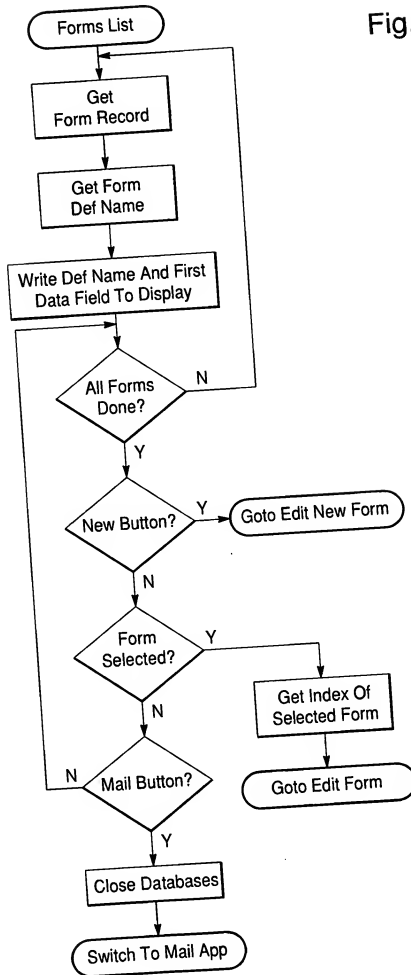 Forms List
Fig.
Get
Form Record
Get Form
Def Name
Write Def Name And First
Data Field To Display
All Forms
Done?
N
Y
New Button?
Y
Goto Edit New Form
N
Form
Selected?
Y
Get Index Of
Selected Form
N
Goto Edit Form
Mail Button?
N
Y
Close Databases
Switch To Mail App